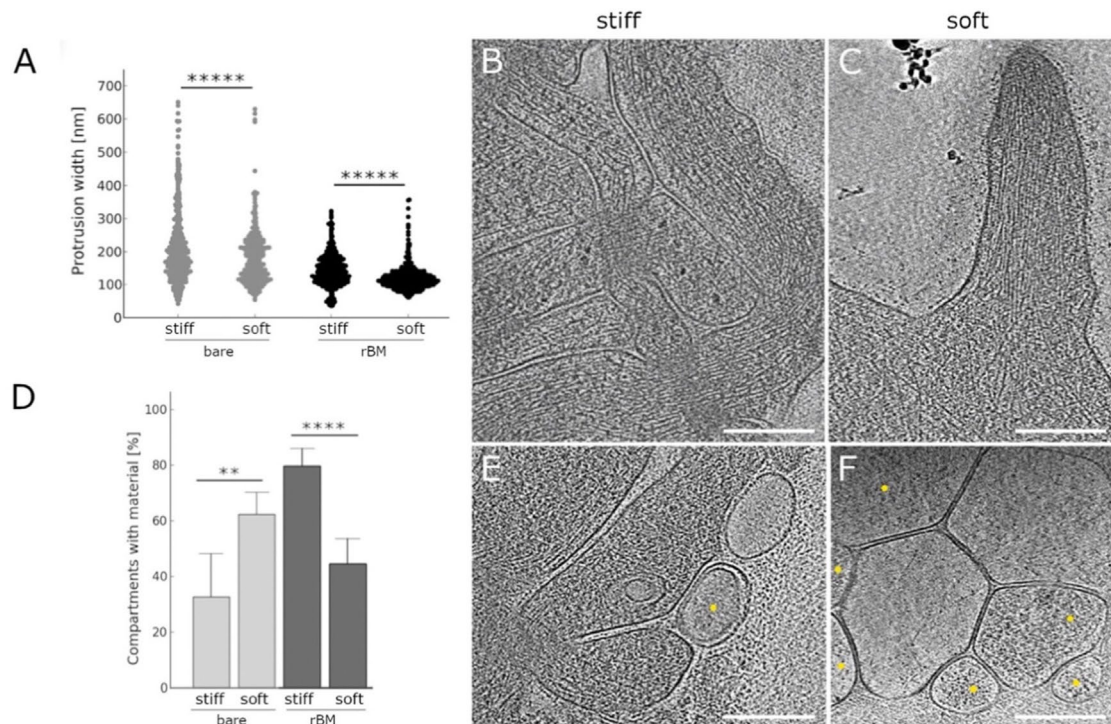 stiff soft
A
B
C
Protrusion width [nm]
700
600
500
400
300
200
100
0
*****
*****
stiff soft stiff soft
bare rBM
D
E
F
Compartments with material [%]
100
80
60
40
20
0
**
****
stiff soft stiff soft
bare rBM